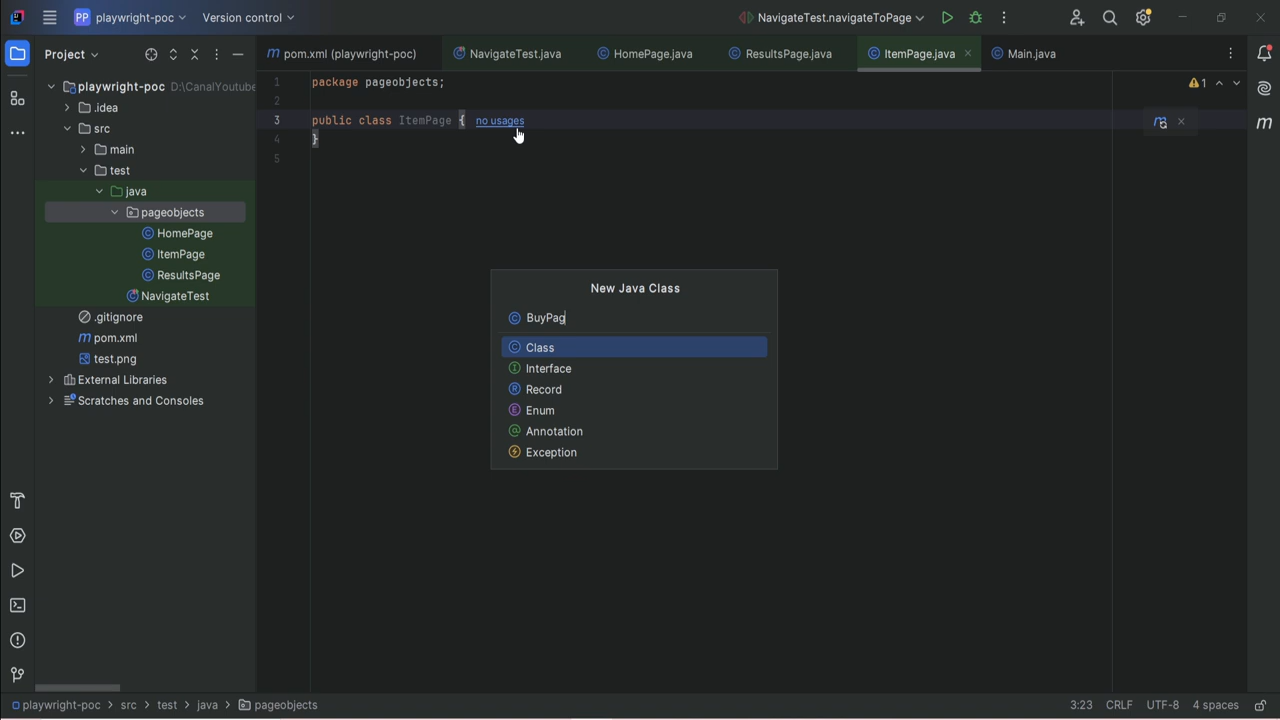 PP playwright-poc Version control NavigateTest.navigateToPage
Project pom.xml (playwright-poc) NavigateTest.java HomePage.java ResultsPage.java ItemPage.java Main.java
playwright-poc D:\CanalYoutube
.idea
src
main
test
java
pageobjects
HomePage
ItemPage
ResultsPage
NavigateTest
.gitignore
pom.xml
test.png
External Libraries
Scratches and Consoles
1 package pageobjects;
2
3 public class ItemPage { no usages
4 }
5
1
New Java Class
BuyPag
Class
Interface
Record
Enum
Annotation
Exception
playwright-poc > src > test > java > pageobjects 3:23 CRLF UTF-8 4 spaces